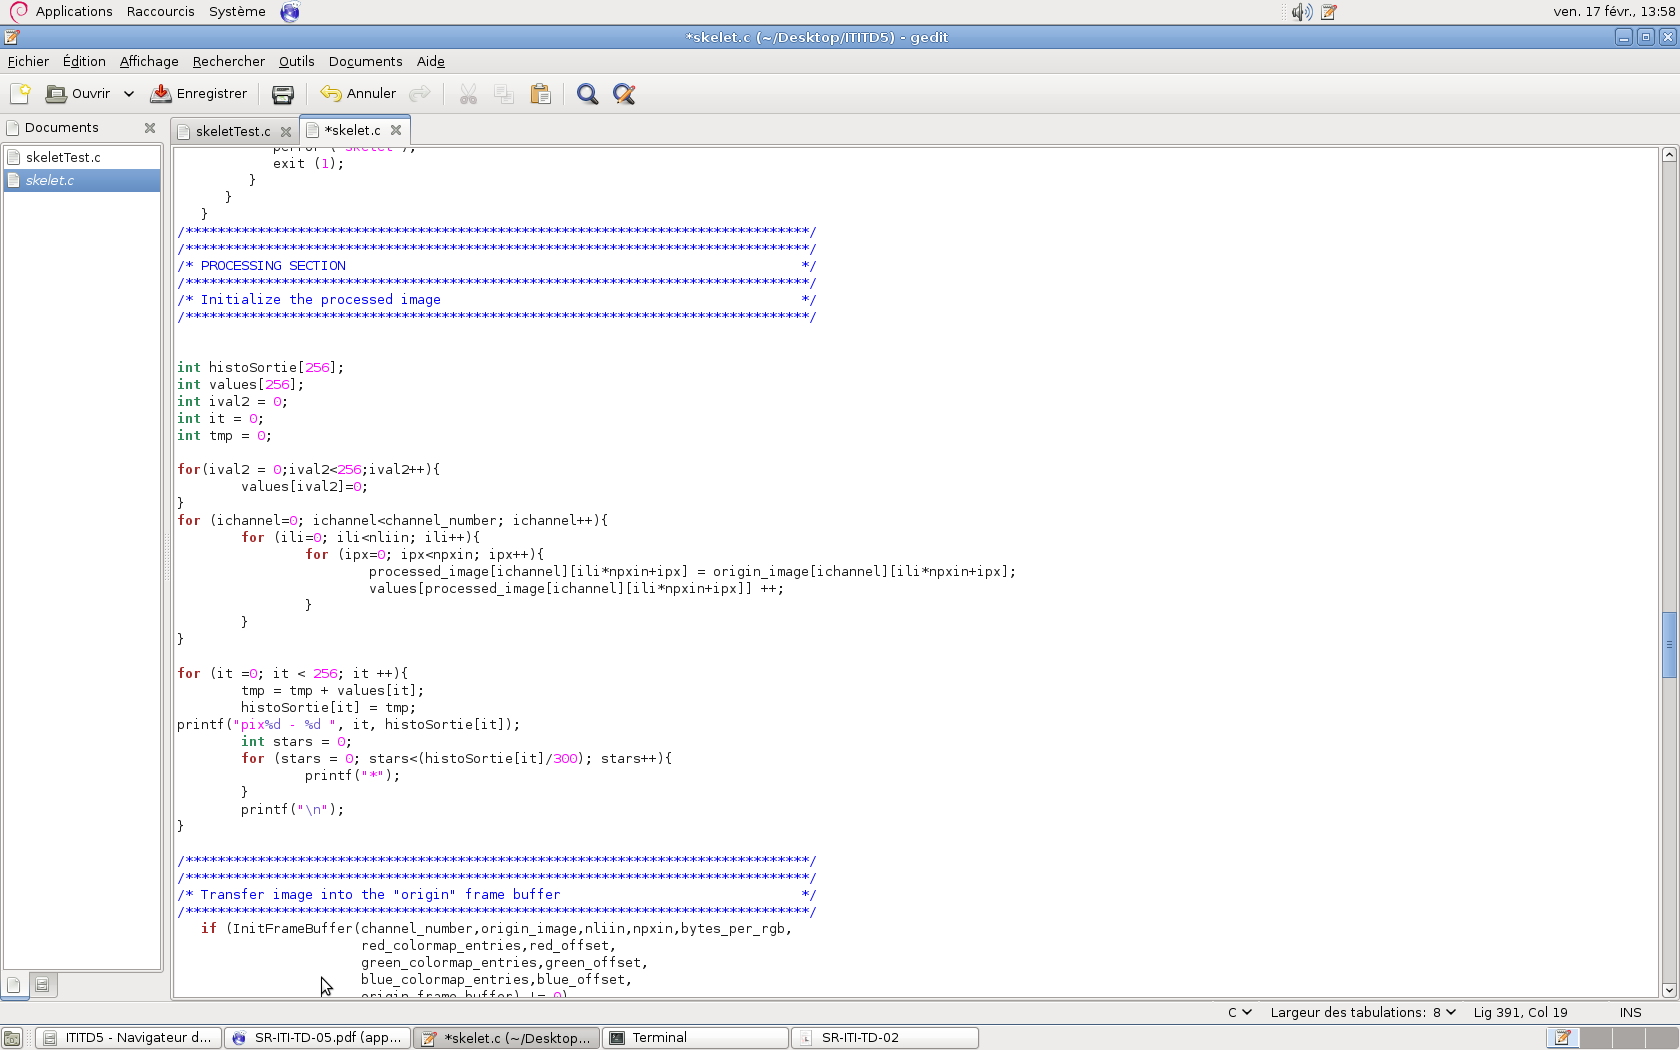 Applications Raccourcis Système ven. 17 févr., 13:58
*skelet.c (~/Desktop/ITITD5) - gedit
Fichier Édition Affichage Rechercher Outils Documents Aide
Ouvrir Enregistrer Annuler
Documents skeletTest.c *skelet.c
skeletTest.c
skelet.c
perror ("skelet");
exit (1);
}
}
}
/******************************************************************************/
/******************************************************************************/
/* PROCESSING SECTION */
/******************************************************************************/
/* Initialize the processed image */
/******************************************************************************/
int histoSortie[256];
int values[256];
int ival2 = 0;
int it = 0;
int tmp = 0;
for(ival2 = 0;ival2<256;ival2++){
values[ival2]=0;
}
for (ichannel=0; ichannel<channel_number; ichannel++){
for (ili=0; ili<nliin; ili++){
for (ipx=0; ipx<npxin; ipx++){
processed_image[ichannel][ili*npxin+ipx] = origin_image[ichannel][ili*npxin+ipx];
values[processed_image[ichannel][ili*npxin+ipx]] ++;
}
}
}
for (it =0; it < 256; it ++){
tmp = tmp + values[it];
histoSortie[it] = tmp;
printf("pix%d - %d ", it, histoSortie[it]);
int stars = 0;
for (stars = 0; stars<(histoSortie[it]/300); stars++){
printf("*");
}
printf("\n");
}
/******************************************************************************/
/******************************************************************************/
/* Transfer image into the "origin" frame buffer */
/******************************************************************************/
if (InitFrameBuffer(channel_number,origin_image,nliin,npxin,bytes_per_rgb,
red_colormap_entries,red_offset,
green_colormap_entries,green_offset,
blue_colormap_entries,blue_offset,
origin_frame_buffer) != 0)
C Largeur des tabulations: 8 Lig 391, Col 19 INS
ITITD5 - Navigateur d... SR-ITI-TD-05.pdf (app... *skelet.c (~/Desktop... Terminal SR-ITI-TD-02